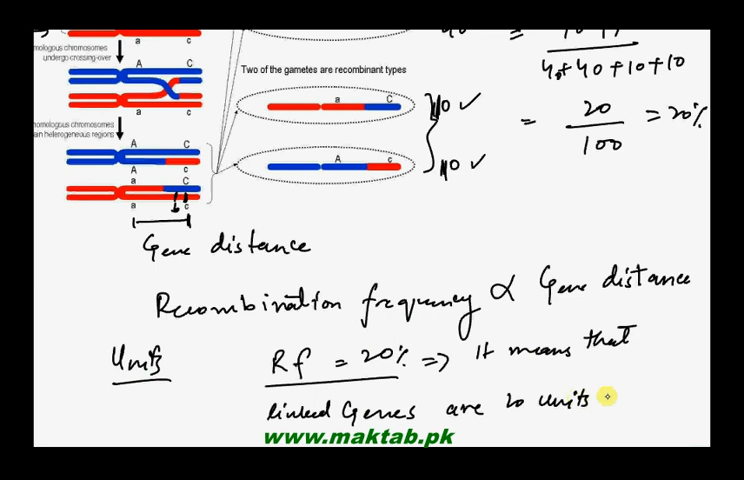 a c
mologous chromosomes
undergo crossing-over
A C
a c
mologous chromosomes
ain heterogeneous regions
A C
A c
a C
a c
Two of the gametes are recombinant types
a C
10 ✓
A c
10 ✓
=
40+40+10+10
= 20/100 = 20%
Gene distance
Recombination frequency ∝ Gene distance
Units
Rf = 20% ⇒ It means that
linked Genes are 20 units
www.maktab.pk